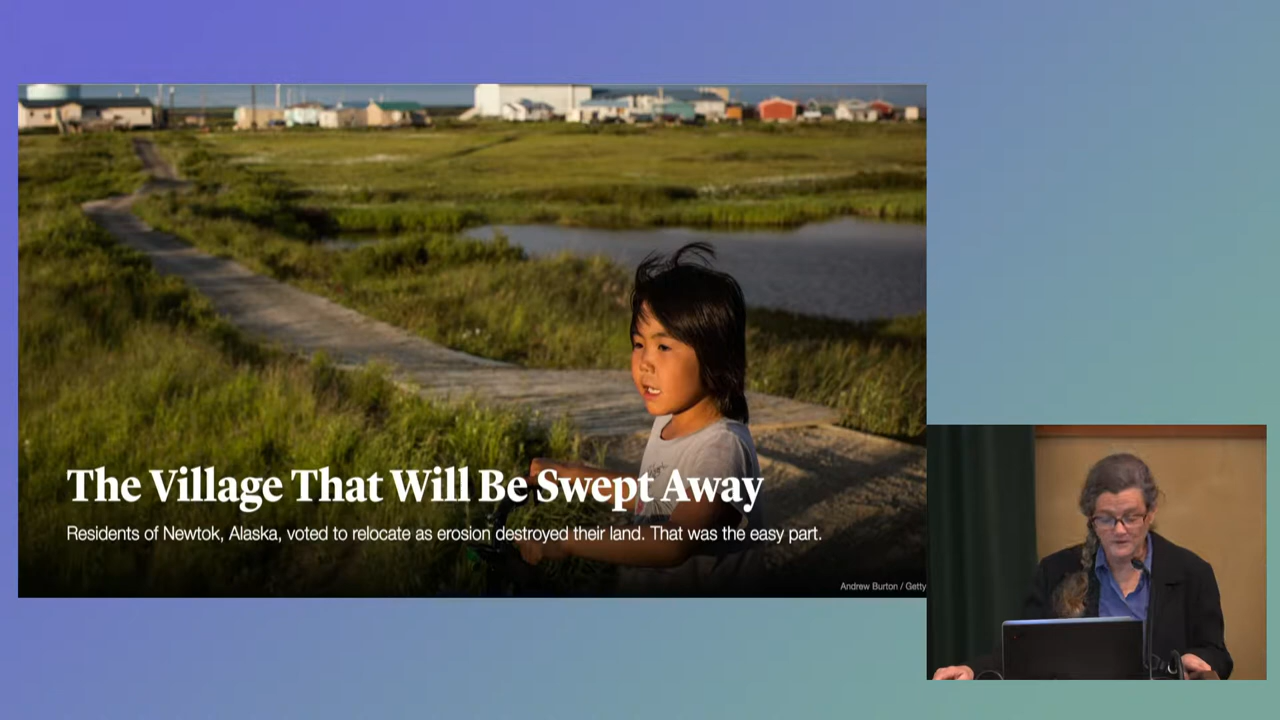 The Village That Will Be Swept Away
Residents of Newtok, Alaska, voted to relocate as erosion destroyed their land. That was the easy part.
Andrew Burton / Getty